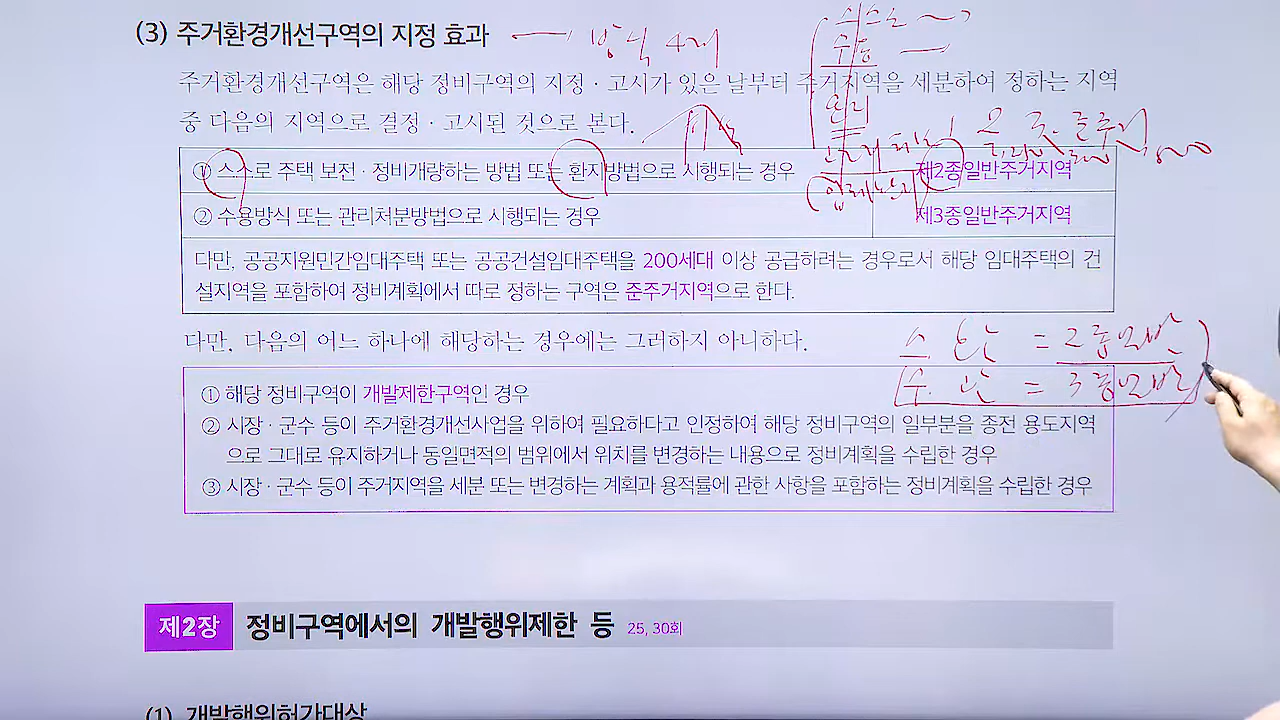 (3) 주거환경개선구역의 지정 효과
방식 4개
수용
환지
주거환경개선구역은 해당 정비구역의 지정·고시가 있은 날부터 주거지역을 세분하여 정하는 지역
중 다음의 지역으로 결정·고시된 것으로 본다.
① 스스로 주택 보전·정비개량하는 방법 또는 환지방법으로 시행되는 경우 제2종일반주거지역
② 수용방식 또는 관리처분방법으로 시행되는 경우 제3종일반주거지역
다만, 공공지원민간임대주택 또는 공공건설임대주택을 200세대 이상 공급하려는 경우로서 해당 임대주택의 건
설지역을 포함하여 정비계획에서 따로 정하는 구역은 준주거지역으로 한다.
다만, 다음의 어느 하나에 해당하는 경우에는 그러하지 아니하다.
스 환 = 2종일반
수. 관 = 3종일반
① 해당 정비구역이 개발제한구역인 경우
② 시장·군수 등이 주거환경개선사업을 위하여 필요하다고 인정하여 해당 정비구역의 일부분을 종전 용도지역
으로 그대로 유지하거나 동일면적의 범위에서 위치를 변경하는 내용으로 정비계획을 수립한 경우
③ 시장·군수 등이 주거지역을 세분 또는 변경하는 계획과 용적률에 관한 사항을 포함하는 정비계획을 수립한 경우
제2장 정비구역에서의 개발행위제한 등 25, 30회
(1) 개발행위허가대상